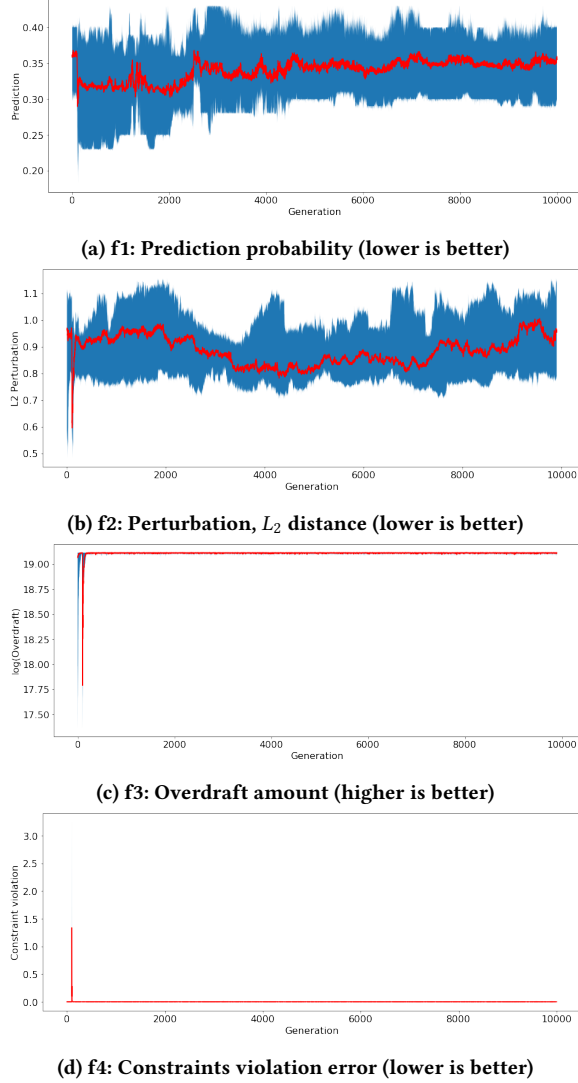 0.40
0.35
0.30
0.25
0.20
Prediction
0 2000 4000 6000 8000 10000
Generation
(a) f1: Prediction probability (lower is better)
1.1
1.0
0.9
0.8
0.7
0.6
0.5
L2 Perturbation
0 2000 4000 6000 8000 10000
Generation
(b) f2: Perturbation, L₂ distance (lower is better)
19.00
18.75
18.50
18.25
18.00
17.75
17.50
log(Overdraft)
0 2000 4000 6000 8000 10000
Generation
(c) f3: Overdraft amount (higher is better)
3.0
2.5
2.0
1.5
1.0
0.5
0.0
Constraint violation
0 2000 4000 6000 8000 10000
Generation
(d) f4: Constraints violation error (lower is better)